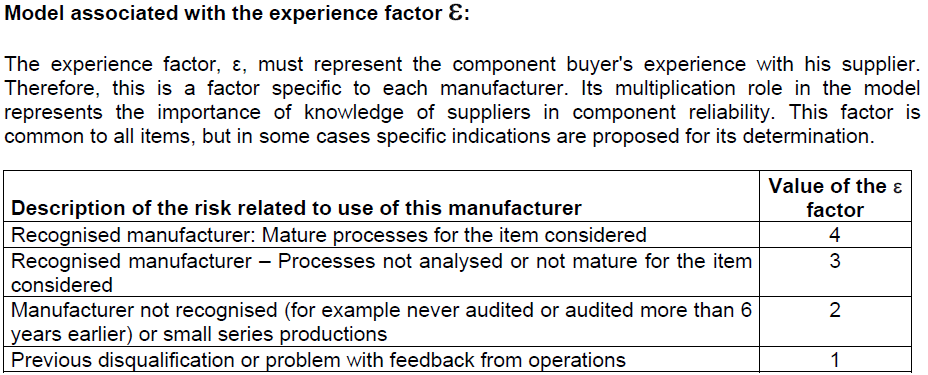 Model associated with the experience factor ε:
The experience factor, ε, must represent the component buyer's experience with his supplier.
Therefore, this is a factor specific to each manufacturer. Its multiplication role in the model
represents the importance of knowledge of suppliers in component reliability. This factor is
common to all items, but in some cases specific indications are proposed for its determination.
Description of the risk related to use of this manufacturer
Value of the ε
factor
Recognised manufacturer: Mature processes for the item considered
4
Recognised manufacturer – Processes not analysed or not mature for the item
considered
3
Manufacturer not recognised (for example never audited or audited more than 6
years earlier) or small series productions
2
Previous disqualification or problem with feedback from operations
1